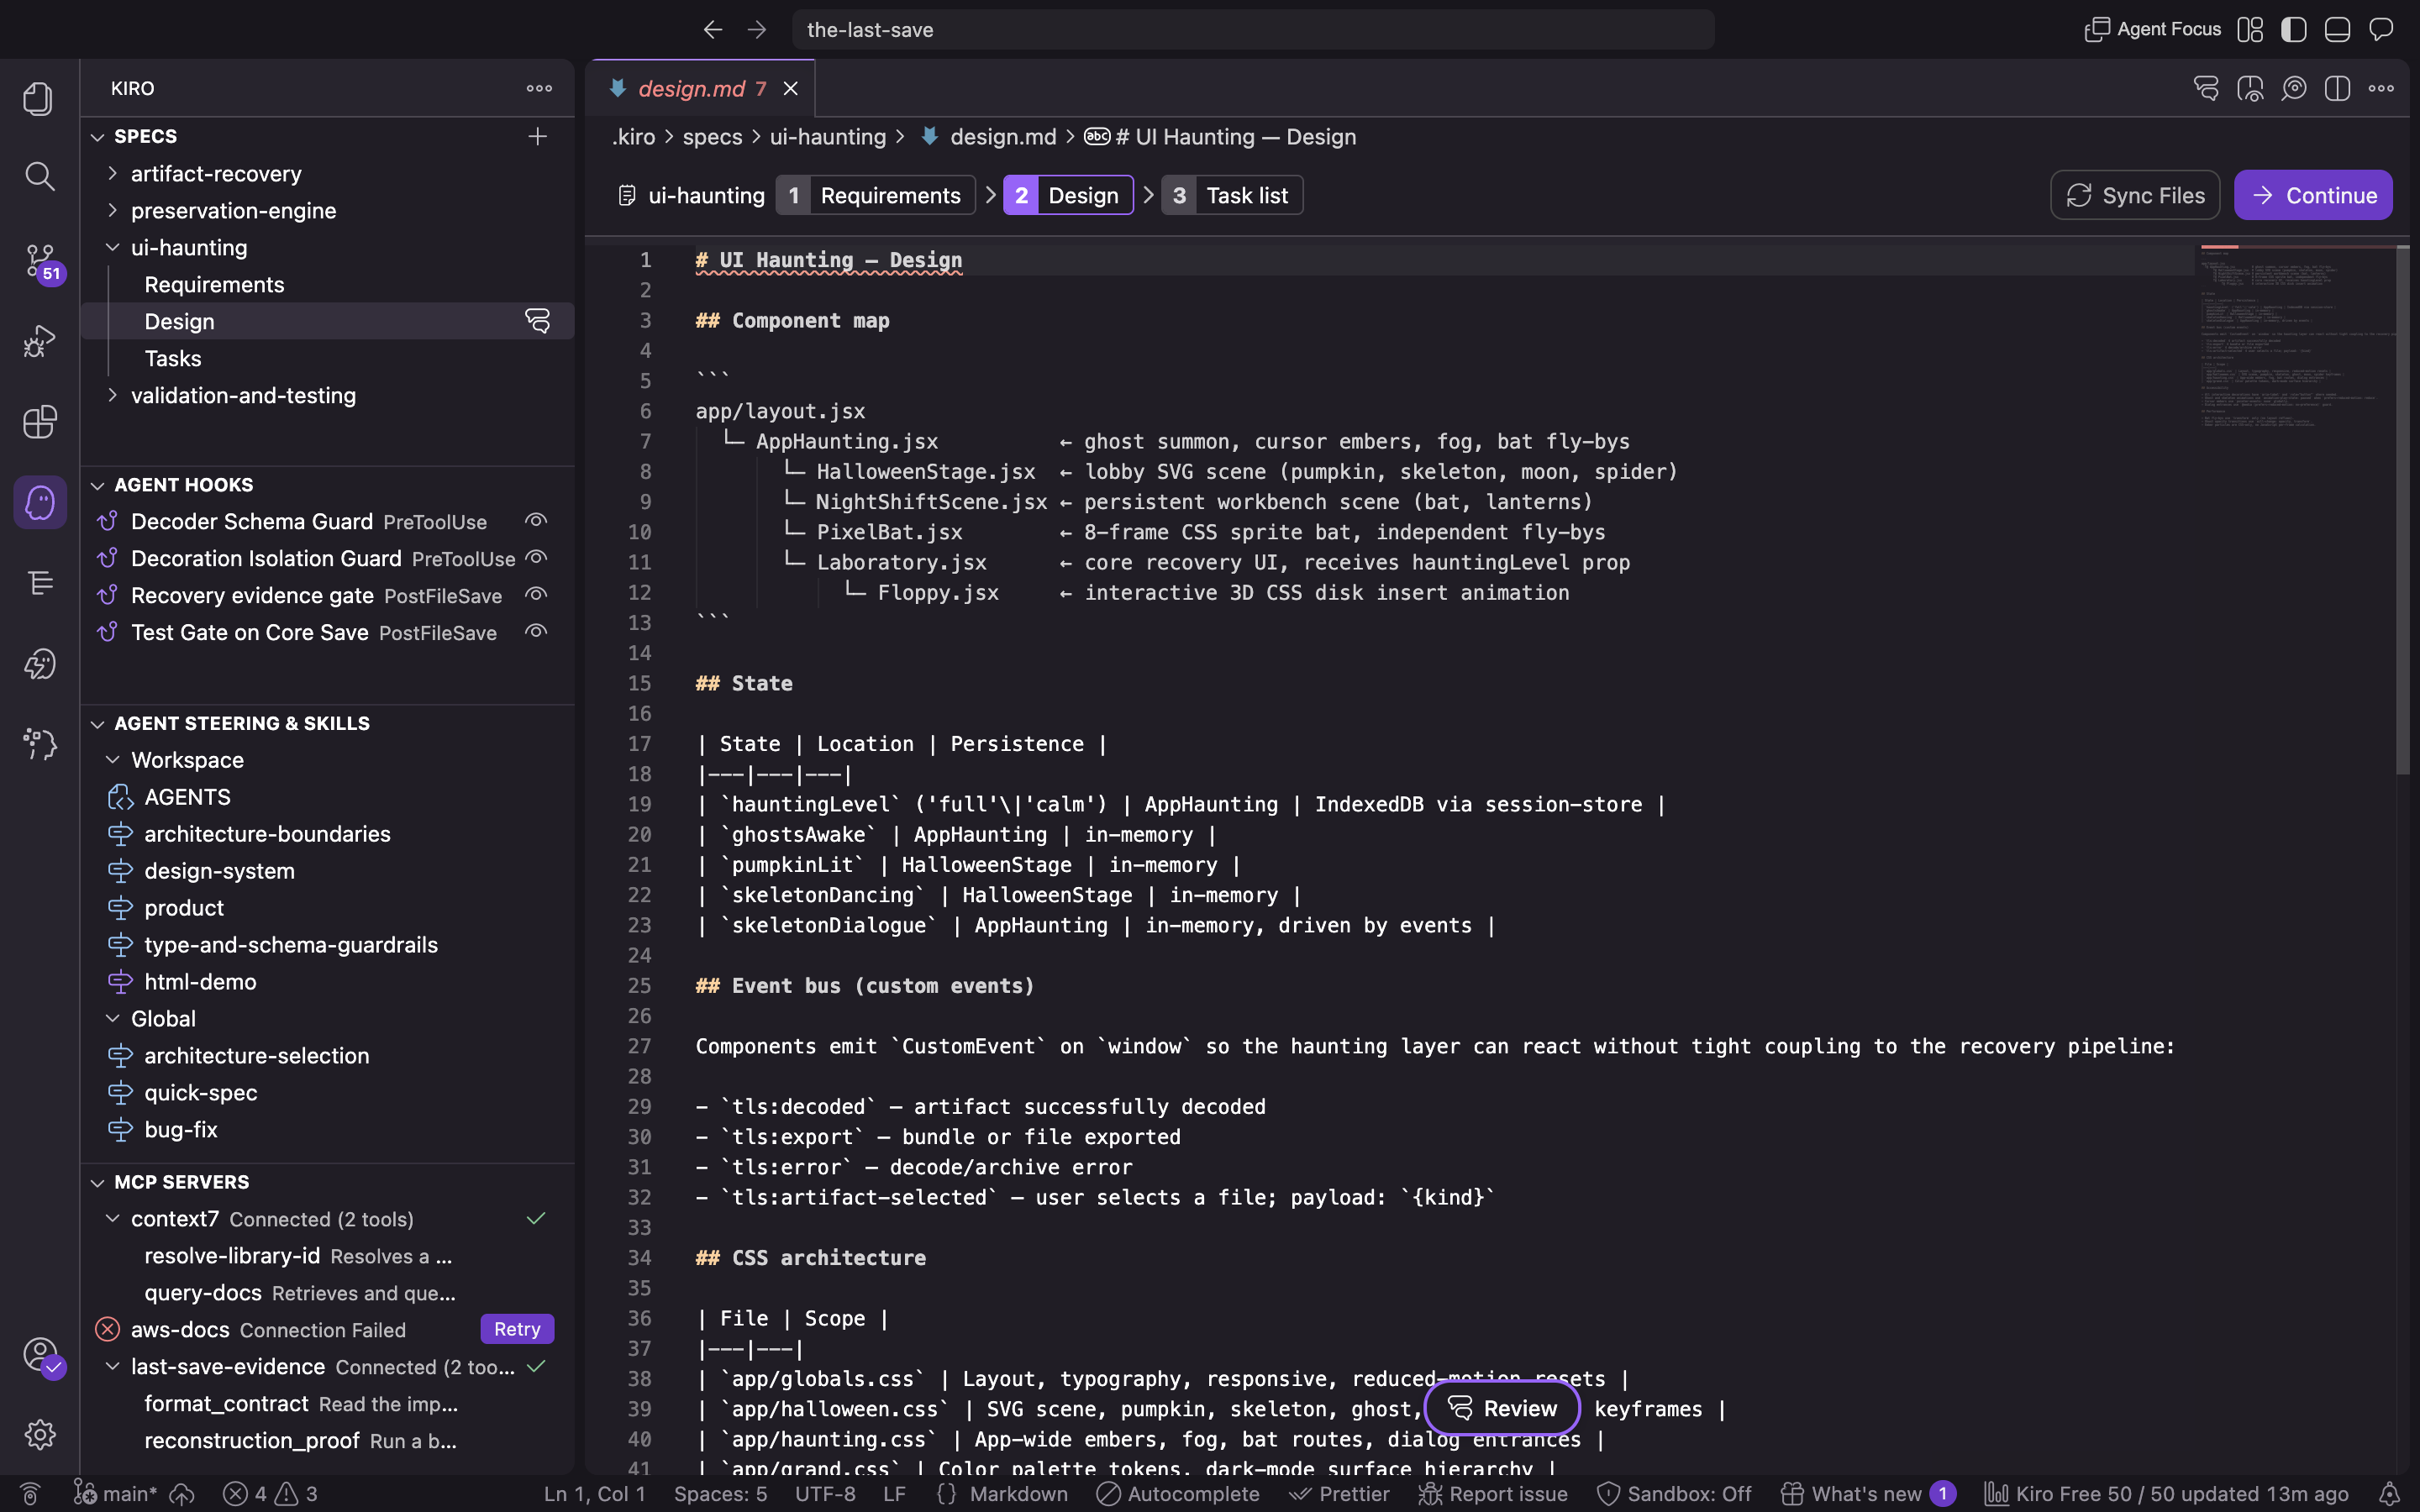 the-last-save
Agent Focus
KIRO
SPECS
artifact-recovery
preservation-engine
ui-haunting
Requirements
Design
Tasks
validation-and-testing
AGENT HOOKS
Decoder Schema Guard PreToolUse
Decoration Isolation Guard PreToolUse
Recovery evidence gate PostFileSave
Test Gate on Core Save PostFileSave
AGENT STEERING & SKILLS
Workspace
AGENTS
architecture-boundaries
design-system
product
type-and-schema-guardrails
html-demo
Global
architecture-selection
quick-spec
bug-fix
MCP SERVERS
context7 Connected (2 tools)
resolve-library-id Resolves a ...
query-docs Retrieves and que...
aws-docs Connection Failed Retry
last-save-evidence Connected (2 too...
format_contract Read the imp...
reconstruction_proof Run a b...
51
design.md 7
.kiro > specs > ui-haunting > design.md > abc # UI Haunting — Design
ui-haunting 1 Requirements > 2 Design > 3 Task list
Sync Files
Continue
1 # UI Haunting — Design
2
3 ## Component map
4
5 ```
6 app/layout.jsx
7 └─ AppHaunting.jsx ← ghost summon, cursor embers, fog, bat fly-bys
8 └─ HalloweenStage.jsx ← lobby SVG scene (pumpkin, skeleton, moon, spider)
9 └─ NightShiftScene.jsx ← persistent workbench scene (bat, lanterns)
10 └─ PixelBat.jsx ← 8-frame CSS sprite bat, independent fly-bys
11 └─ Laboratory.jsx ← core recovery UI, receives hauntingLevel prop
12 └─ Floppy.jsx ← interactive 3D CSS disk insert animation
13 ```
14
15 ## State
16
17 | State | Location | Persistence |
18 |---|---|---|
19 | `hauntingLevel` ('full'\|'calm') | AppHaunting | IndexedDB via session-store |
20 | `ghostsAwake` | AppHaunting | in-memory |
21 | `pumpkinLit` | HalloweenStage | in-memory |
22 | `skeletonDancing` | HalloweenStage | in-memory |
23 | `skeletonDialogue` | AppHaunting | in-memory, driven by events |
24
25 ## Event bus (custom events)
26
27 Components emit `CustomEvent` on `window` so the haunting layer can react without tight coupling to the recovery pipeline:
28
29 - `tls:decoded` — artifact successfully decoded
30 - `tls:export` — bundle or file exported
31 - `tls:error` — decode/archive error
32 - `tls:artifact-selected` — user selects a file; payload: `{kind}`
33
34 ## CSS architecture
35
36 | File | Scope |
37 |---|---|
38 | `app/globals.css` | Layout, typography, responsive, reduced-motion resets |
39 | `app/halloween.css` | SVG scene, pumpkin, skeleton, ghost, keyframes |
40 | `app/haunting.css` | App-wide embers, fog, bat routes, dialog entrances |
41 | `app/grand.css` | Color palette tokens, dark-mode surface hierarchy |
Review
main* 4 3
Ln 1, Col 1 Spaces: 5 UTF-8 LF {} Markdown Autocomplete Prettier Report issue Sandbox: Off What's new 1 Kiro Free 50 / 50 updated 13m ago